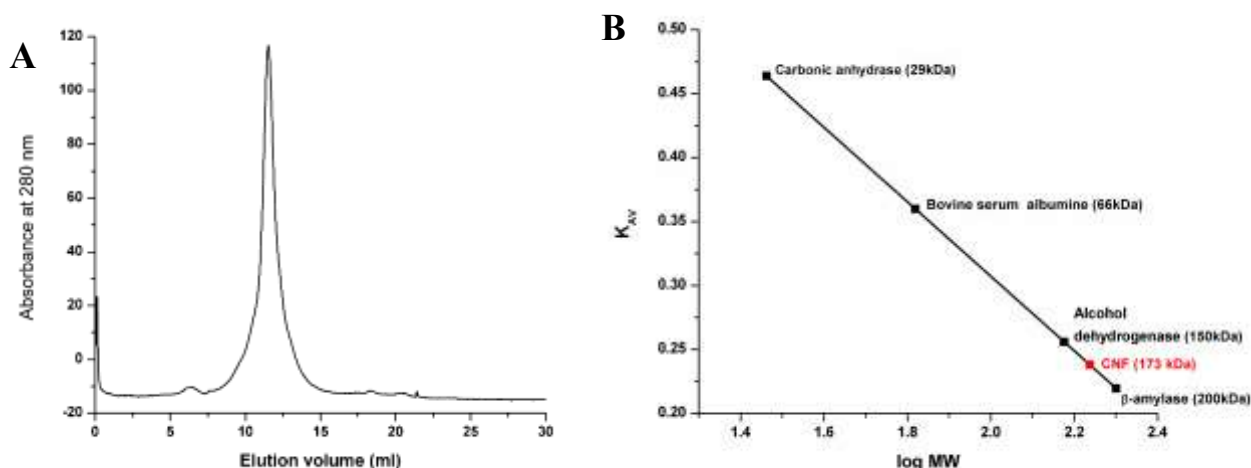 A
120
100
80
60
40
20
0
-20
Absorbance at 280 nm
0 5 10 15 20 25 30
Elution volume (ml)
B
0.50
0.45
0.40
0.35
0.30
0.25
0.20
K_AV
Carbonic anhydrase (29kDa)
Bovine serum albumine (66kDa)
Alcohol
dehydrogenase (150kDa)
CNF (173 kDa)
β-amylase (200kDa)
1.4 1.6 1.8 2.0 2.2 2.4
log MW